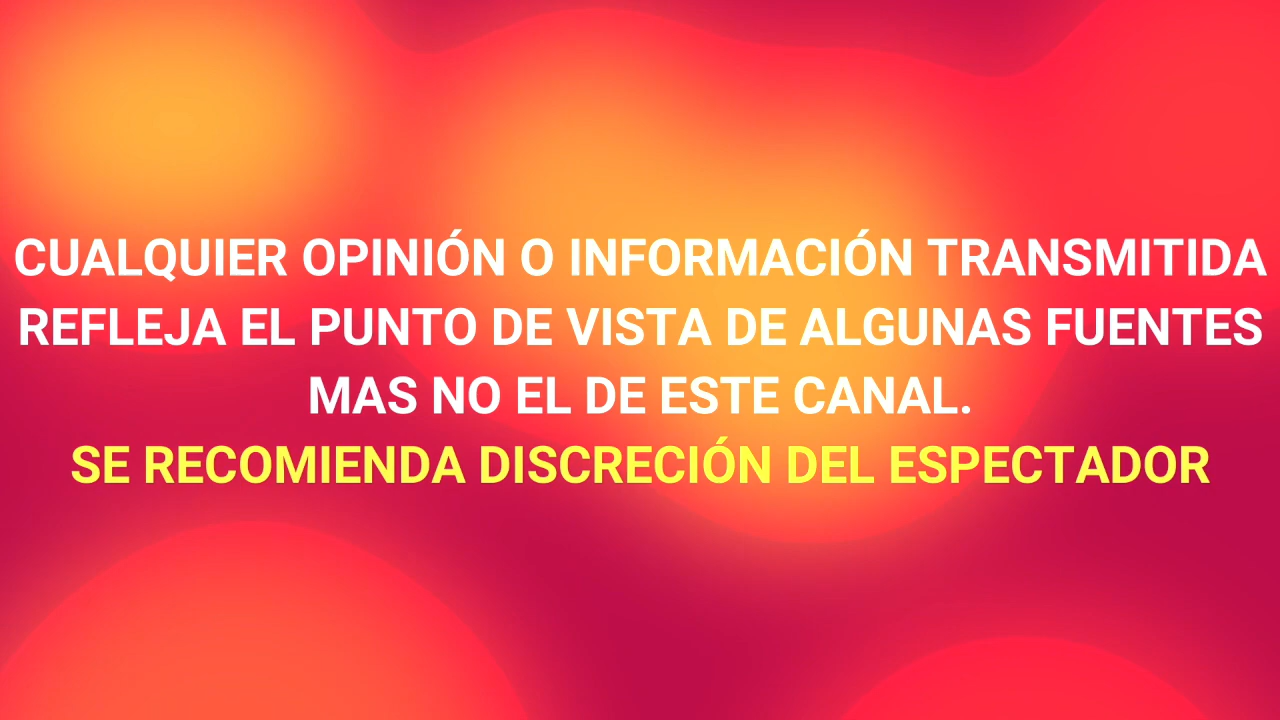 CUALQUIER OPINIÓN O INFORMACIÓN TRANSMITIDA
REFLEJA EL PUNTO DE VISTA DE ALGUNAS FUENTES
MAS NO EL DE ESTE CANAL.
SE RECOMIENDA DISCRECIÓN DEL ESPECTADOR